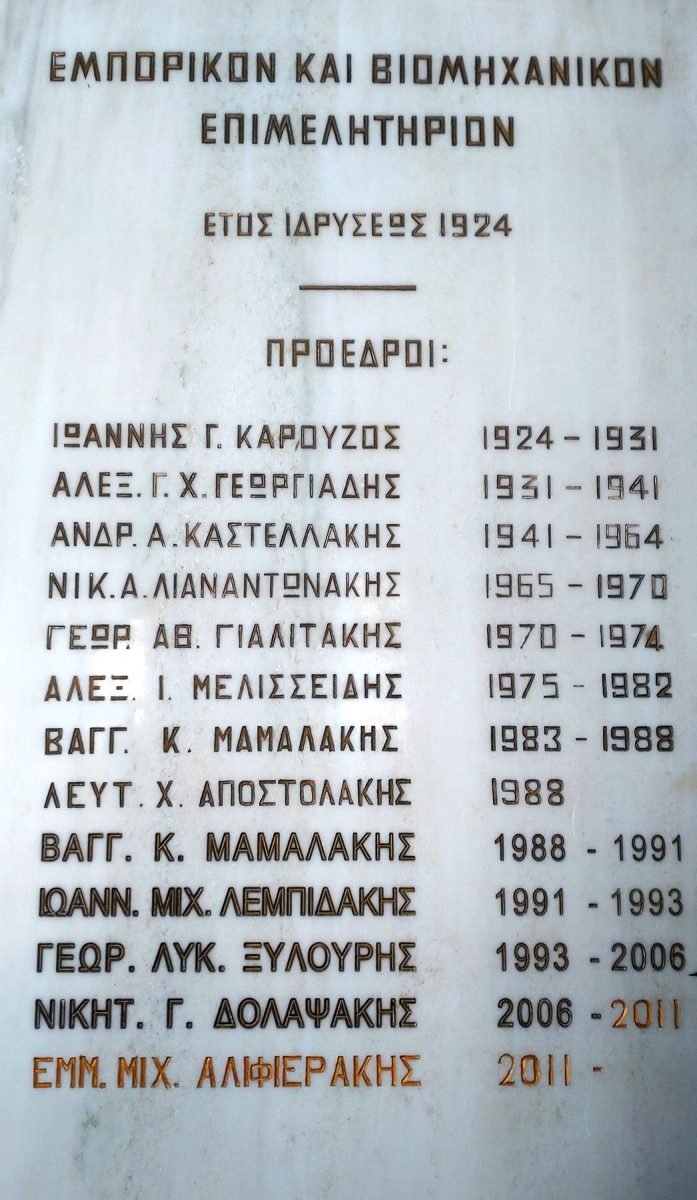 ΕΜΠΟΡΙΚΟΝ ΚΑΙ ΒΙΟΜΗΧΑΝΙΚΟΝ
ΕΠΙΜΕΛΗΤΗΡΙΟΝ
ΕΤΟΣ ΙΔΡΥΣΕΩΣ 1924
ΠΡΟΕΔΡΟΙ:
ΙΩΑΝΝΗΣ Γ. ΚΑΡΟΥΖΟΣ 1924 - 1931
ΑΛΕΞ. Γ. Χ. ΓΕΩΡΓΙΑΔΗΣ 1931 - 1941
ΑΝΔΡ. Α. ΚΑΣΤΕΛΛΑΚΗΣ 1941 - 1964
ΝΙΚ. Α. ΛΙΑΝΑΝΤΩΝΑΚΗΣ 1965 - 1970
ΓΕΩΡ. ΑΘ. ΓΙΑΛΙΤΑΚΗΣ 1970 - 1974
ΑΛΕΞ. Ι. ΜΕΛΙΣΣΕΙΔΗΣ 1975 - 1982
ΒΑΓΓ. Κ. ΜΑΜΑΛΑΚΗΣ 1983 - 1988
ΛΕΥΤ. Χ. ΑΠΟΣΤΟΛΑΚΗΣ 1988
ΒΑΓΓ. Κ. ΜΑΜΑΛΑΚΗΣ 1988 - 1991
ΙΩΑΝΝ. ΜΙΧ. ΛΕΜΠΙΔΑΚΗΣ 1991 - 1993
ΓΕΩΡ. ΛΥΚ. ΞΥΛΟΥΡΗΣ 1993 - 2006
ΝΙΚΗΤ. Γ. ΔΟΛΑΨΑΚΗΣ 2006 - 2011
ΕΜΜ. ΜΙΧ. ΑΛΙΦΙΕΡΑΚΗΣ 2011 -